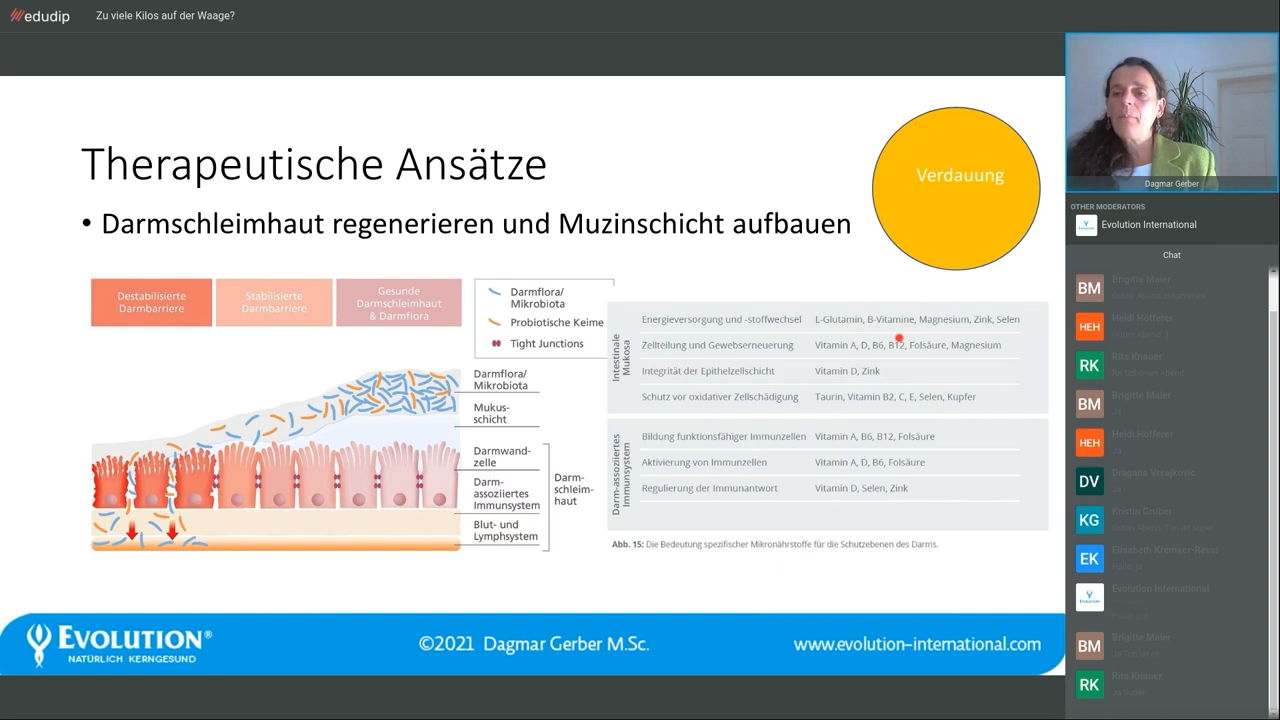 edudip
Zu viele Kilos auf der Waage?
Therapeutische Ansätze
Verdauung
• Darmschleimhaut regenerieren und Muzinschicht aufbauen
Destabilisierte
Darmbarriere
Stabilisierte
Darmbarriere
Gesunde
Darmschleimhaut
& Darmflora
Darmflora/
Mikrobiota
Probiotische Keime
Tight Junctions
Darmflora/
Mikrobiota
Mukus-
schicht
Darmwand-
zelle
Darm-
assoziiertes
Immunsystem
Blut- und
Lymphsystem
Darm-
schleim-
haut
Intestinale
Mukosa
Energieversorgung und -stoffwechsel L-Glutamin, B-Vitamine, Magnesium, Zink, Selen
Zellteilung und Gewebserneuerung Vitamin A, D, B6, B12, Folsäure, Magnesium
Integrität der Epithelzellschicht Vitamin D, Zink
Schutz vor oxidativer Zellschädigung Taurin, Vitamin B2, C, E, Selen, Kupfer
Darm-assoziiertes
Immunsystem
Bildung funktionsfähiger Immunzellen Vitamin A, B6, B12, Folsäure
Aktivierung von Immunzellen Vitamin A, D, B6, Folsäure
Regulierung der Immunantwort Vitamin D, Selen, Zink
Abb. 15: Die Bedeutung spezifischer Mikronährstoffe für die Schutzebenen des Darms.
EVOLUTION®
NATÜRLICH KERNGESUND
©2021 Dagmar Gerber M.Sc.
www.evolution-international.com
Dagmar Gerber
OTHER MODERATORS
Evolution International
Chat
BM Brigitte Maier
HEH Heidi Hofferer
RK Rita Knauer
BM Brigitte Maier
Ja
HEH Heidi Hofferer
Ja
DV Dragana Vrzajkovic
Ja
KG Kristin Gruber
EK
Evolution International
BM Brigitte Maier
RK Rita Knauer